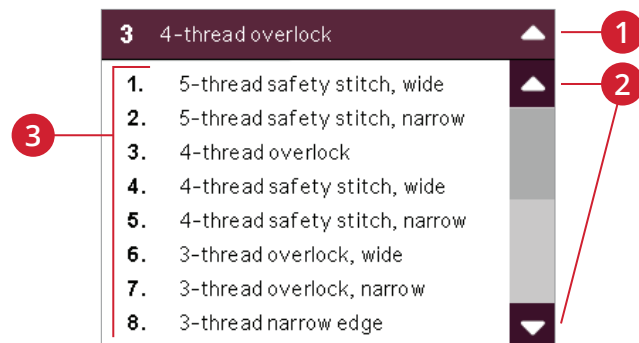 3 4-thread overlock
1
1. 5-thread safety stitch, wide
2
2. 5-thread safety stitch, narrow
3
3. 4-thread overlock
4. 4-thread safety stitch, wide
5. 4-thread safety stitch, narrow
6. 3-thread overlock, wide
7. 3-thread overlock, narrow
8. 3-thread narrow edge